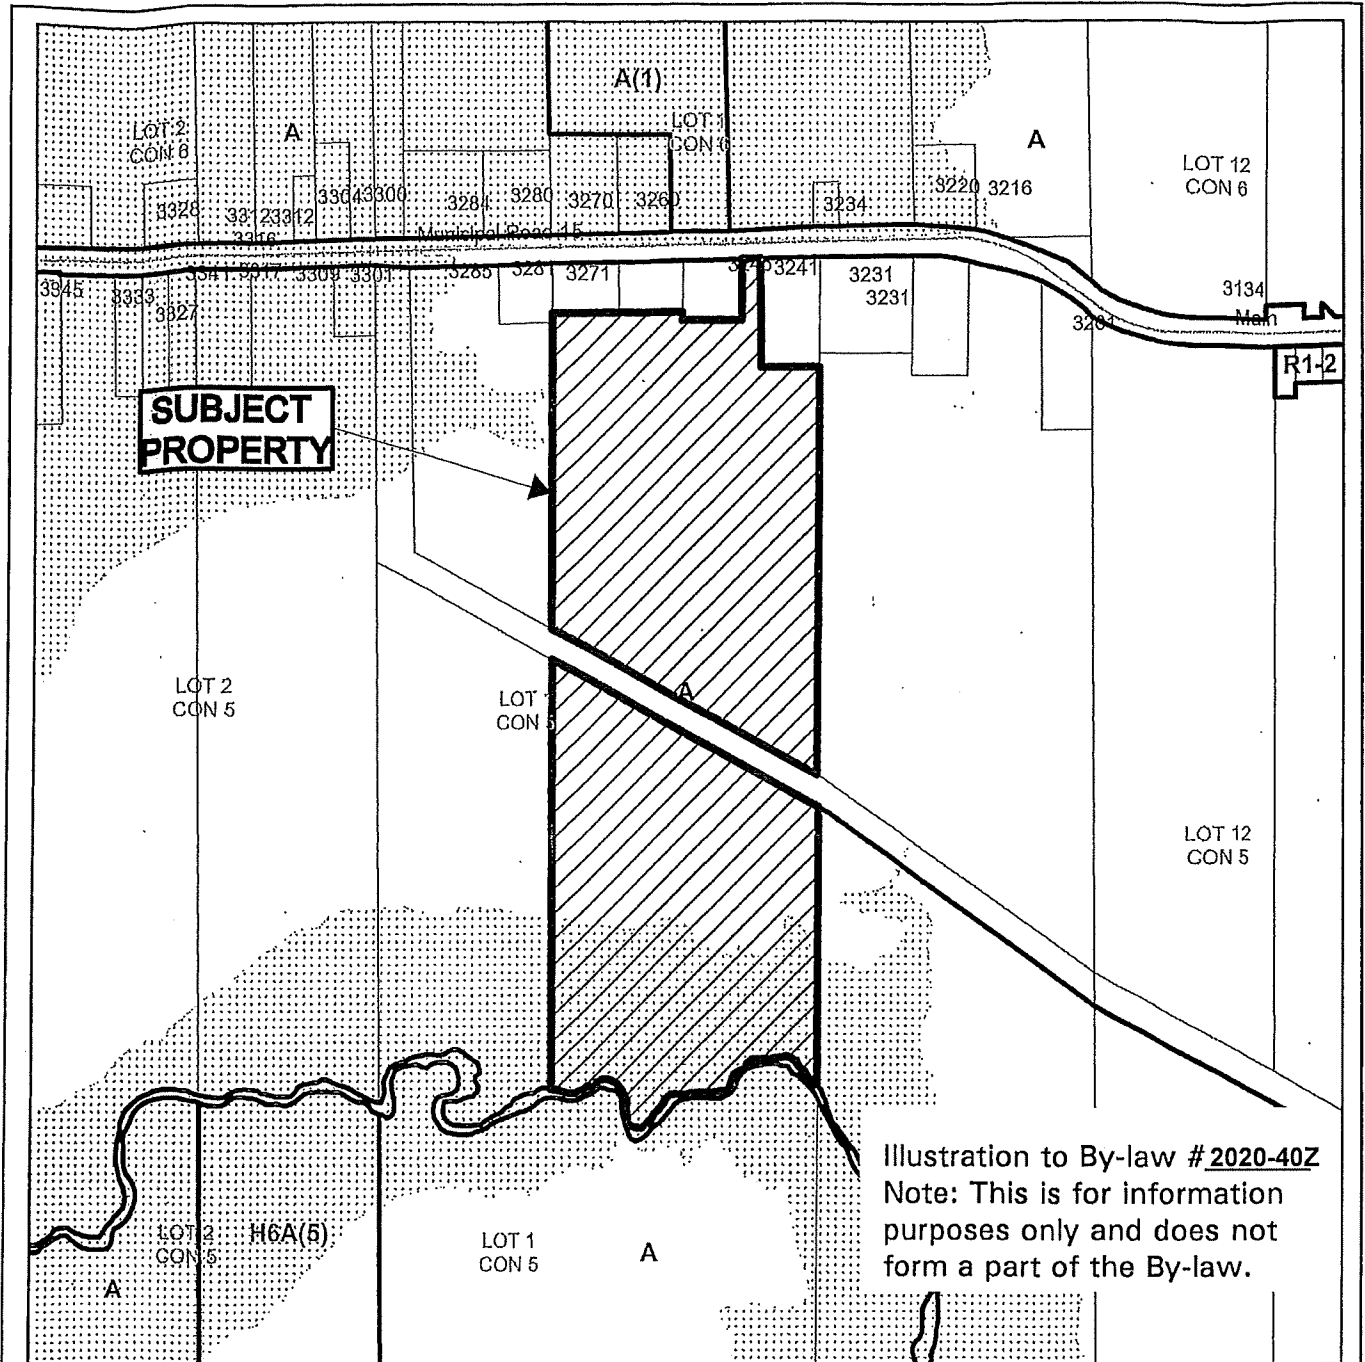 A(1)
LOT 2
CON 6
A
LOT 1
CON 6
A
LOT 12
CON 6
3328
3312
3312
3316
3304
3300
3284
3280
3270
3260
3234
3220
3216
Municipal Road 15
3345
3333
3327
3341
3317
3309
3301
3285
328
3271
3241
3231
3231
3134
Main
R1-2
SUBJECT
PROPERTY
LOT 2
CON 5
LOT
CON 5
A
LOT 12
CON 5
LOT 2
CON 5
H6A(5)
A
LOT 1
CON 5
A
Illustration to By-law # 2020-40Z
Note: This is for information
purposes only and does not
form a part of the By-law.